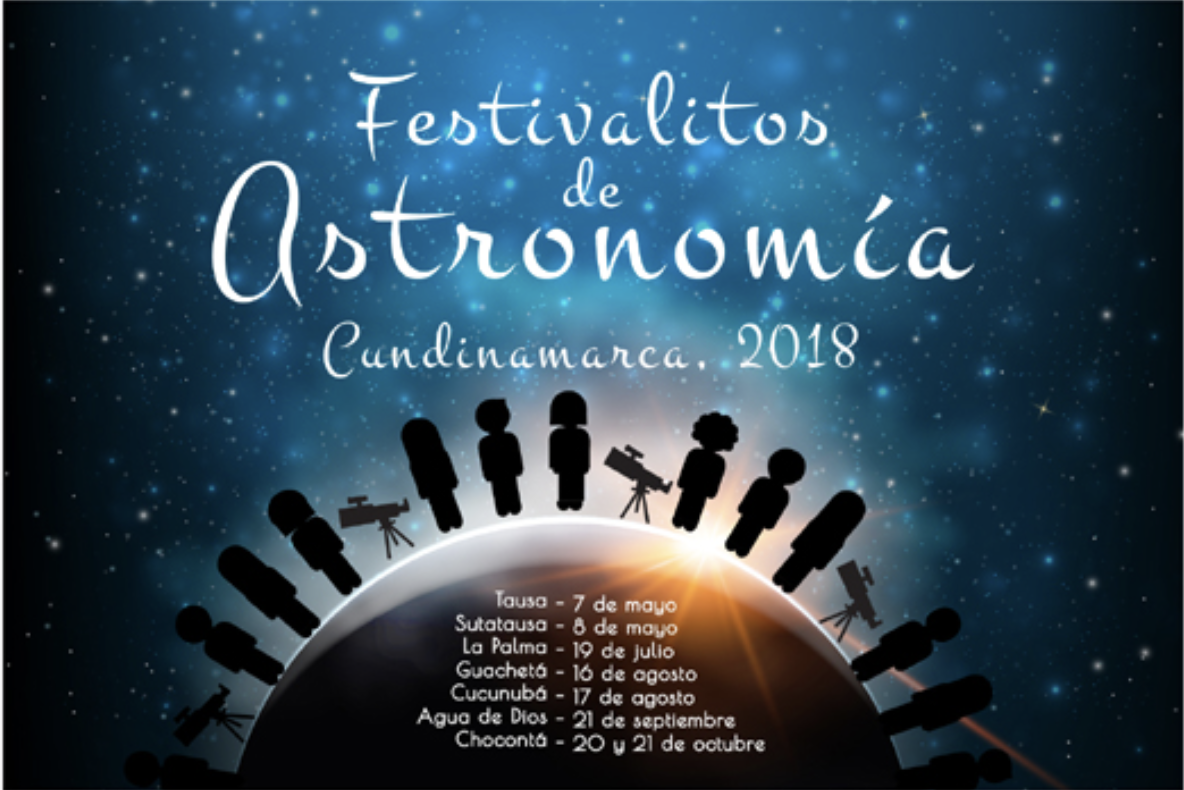 Festivalitos
de
Astronomía
Cundinamarca. 2018
Tausa - 7 de mayo
Sutatausa - 8 de mayo
La Palma - 19 de julio
Guachetá - 16 de agosto
Cucunubá - 17 de agosto
Agua de Dios - 21 de septiembre
Chocontá - 20 y 21 de octubre